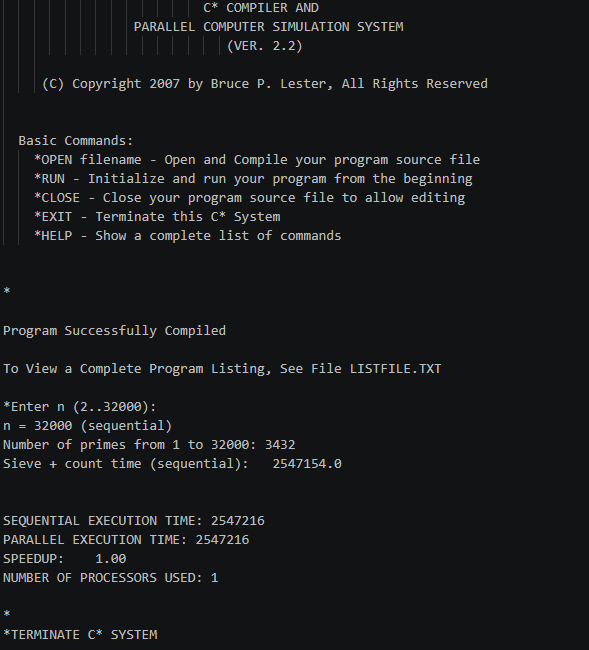 C* COMPILER AND
PARALLEL COMPUTER SIMULATION SYSTEM
(VER. 2.2)
(C) Copyright 2007 by Bruce P. Lester, All Rights Reserved
Basic Commands:
*OPEN filename - Open and Compile your program source file
*RUN - Initialize and run your program from the beginning
*CLOSE - Close your program source file to allow editing
*EXIT - Terminate this C* System
*HELP - Show a complete list of commands
*
Program Successfully Compiled
To View a Complete Program Listing, See File LISTFILE.TXT
*Enter n (2..32000):
n = 32000 (sequential)
Number of primes from 1 to 32000: 3432
Sieve + count time (sequential):   2547154.0
SEQUENTIAL EXECUTION TIME: 2547216
PARALLEL EXECUTION TIME: 2547216
SPEEDUP:    1.00
NUMBER OF PROCESSORS USED: 1
*
*TERMINATE C* SYSTEM